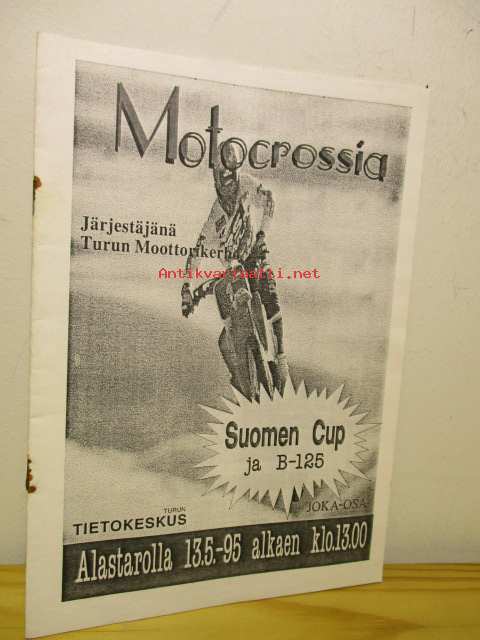 Motocrossia
Järjestäjänä
Turun Moottorikerho
Antikvariaatti.net
Suomen Cup
ja B-125
TURUN
TIETOKESKUS
JOKA-OSA
Alastarolla 13.5.-95 alkaen klo.13.00